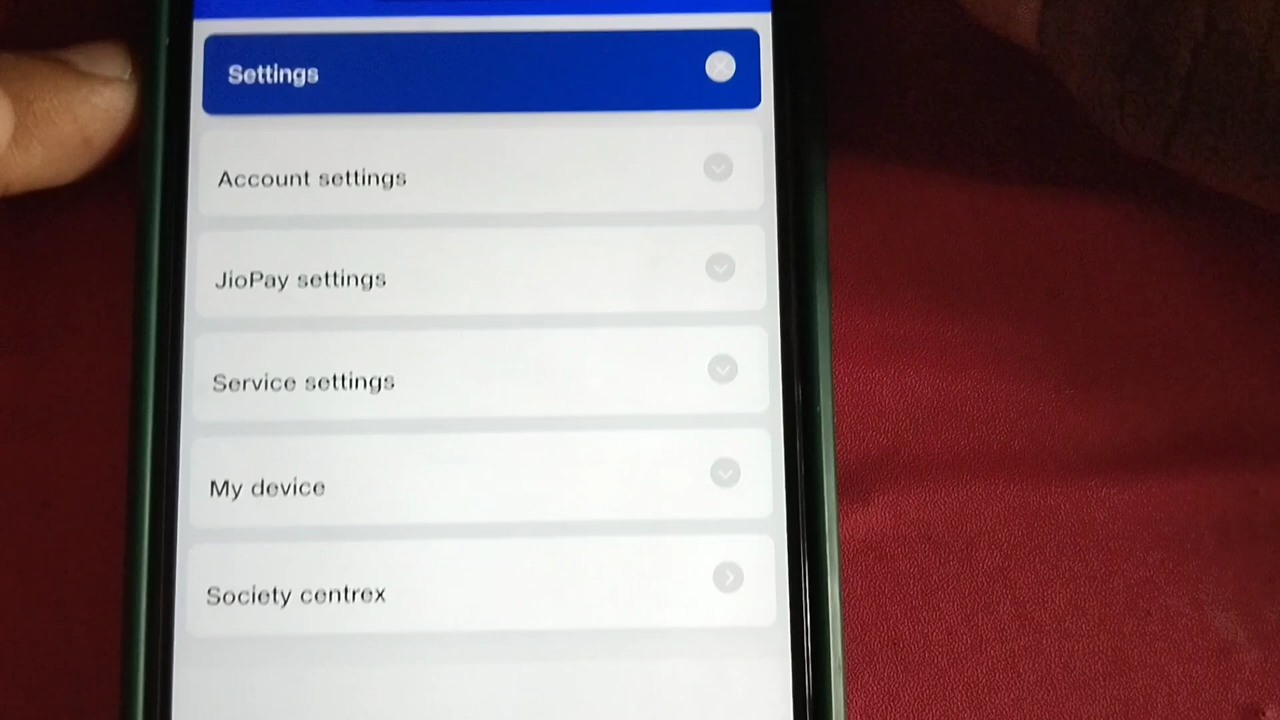 Settings
Account settings
JioPay settings
Service settings
My device
Society centrex